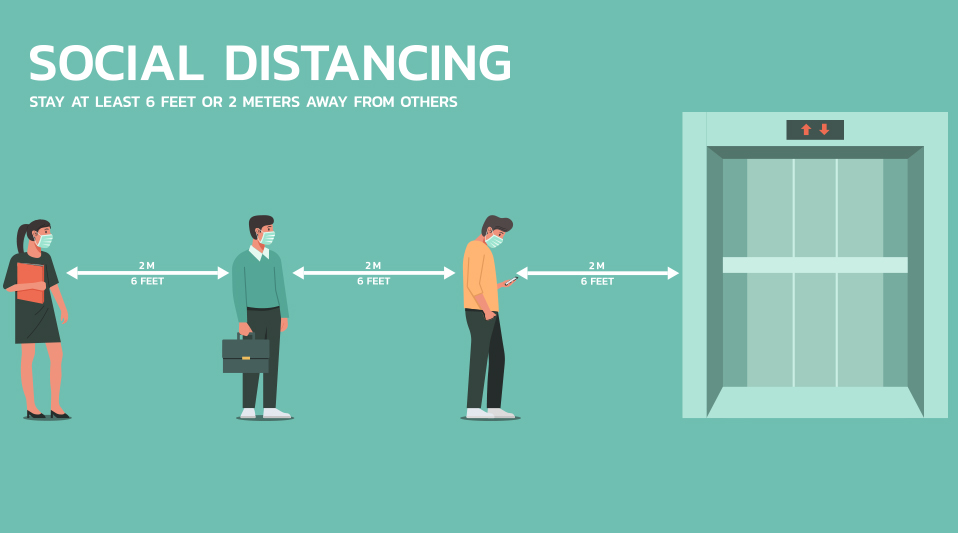 SOCIAL DISTANCING
STAY AT LEAST 6 FEET OR 2 METERS AWAY FROM OTHERS
2 M
6 FEET
2 M
6 FEET
2 M
6 FEET